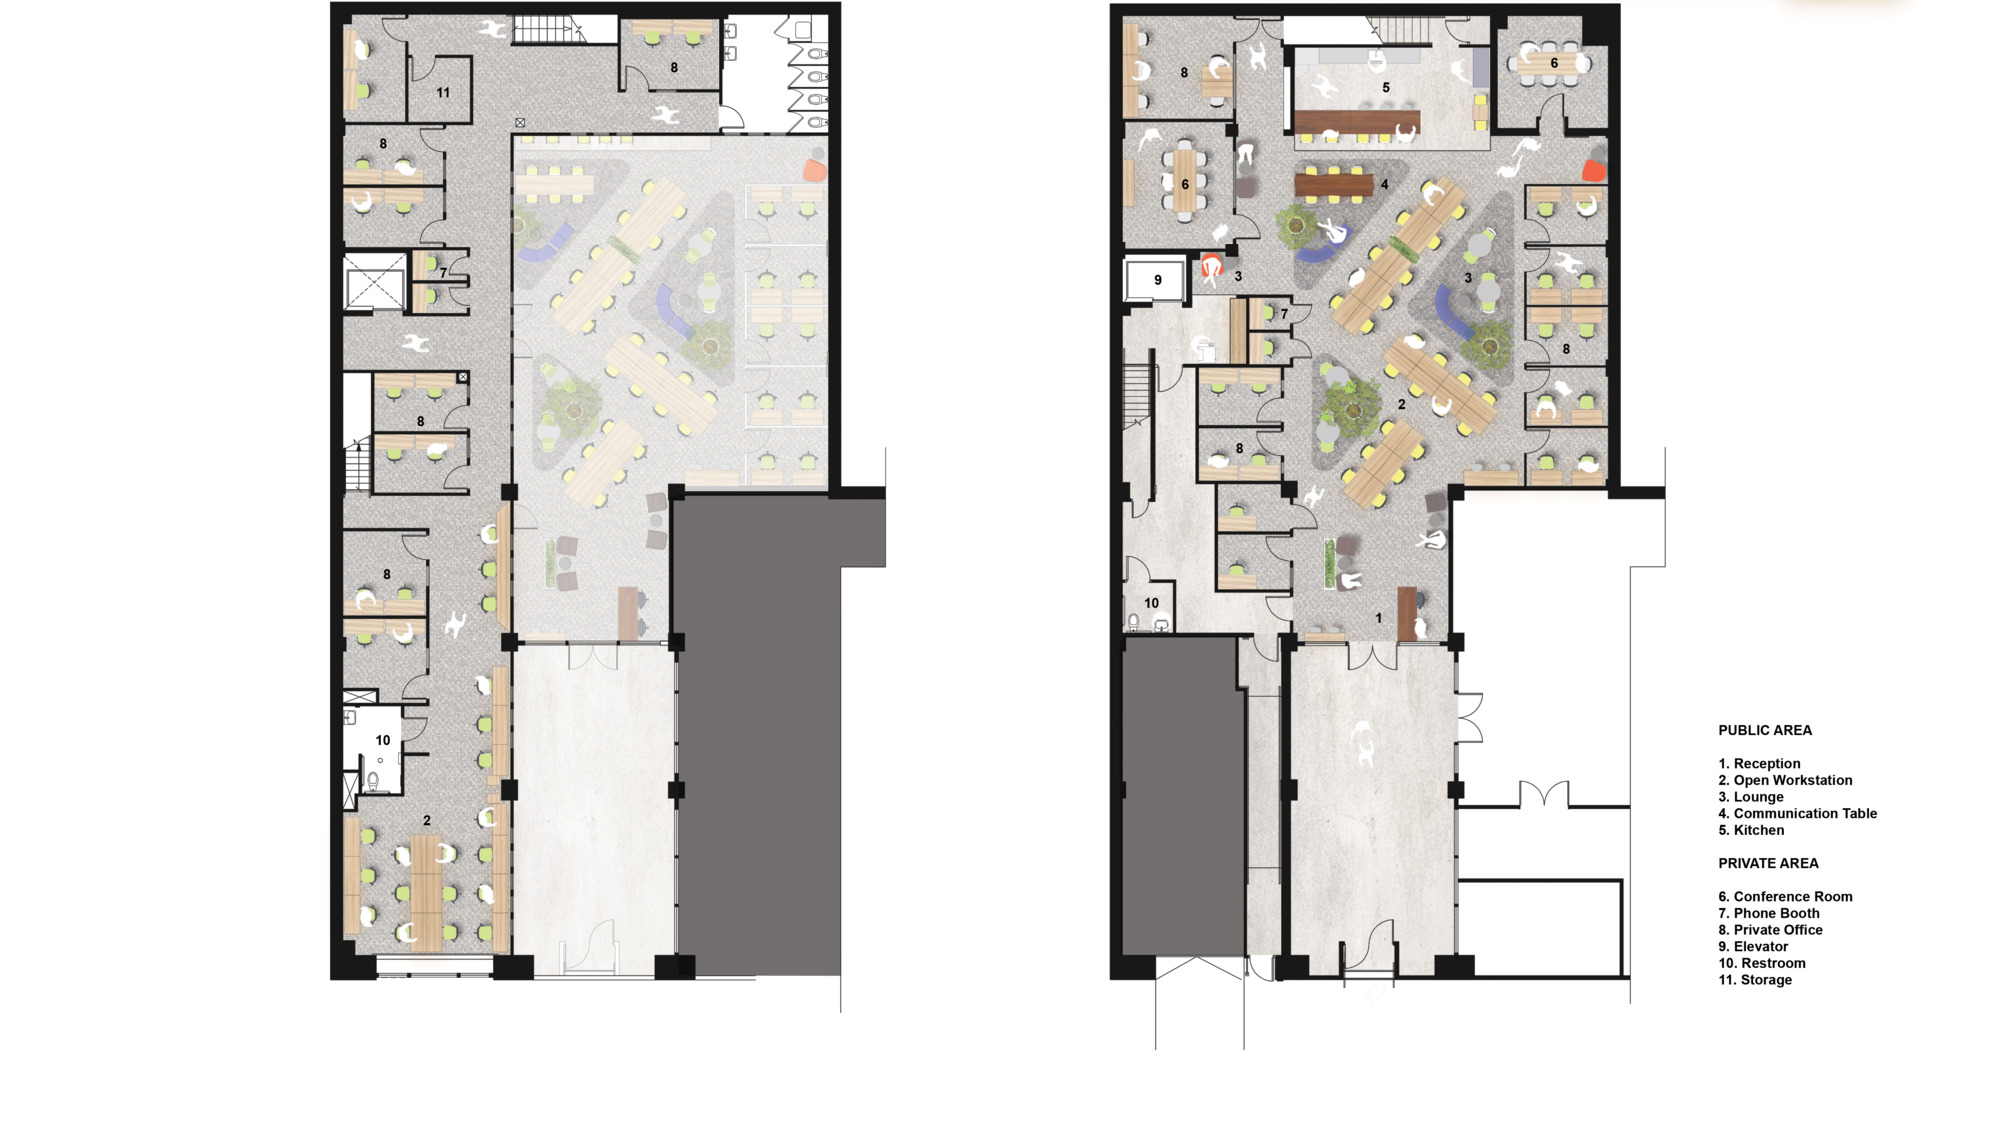 8
11
8
7
8
8
10
2
8
6
5
6
4
9
3
3
7
8
2
8
10
1
PUBLIC AREA
1. Reception
2. Open Workstation
3. Lounge
4. Communication Table
5. Kitchen
PRIVATE AREA
6. Conference Room
7. Phone Booth
8. Private Office
9. Elevator
10. Restroom
11. Storage